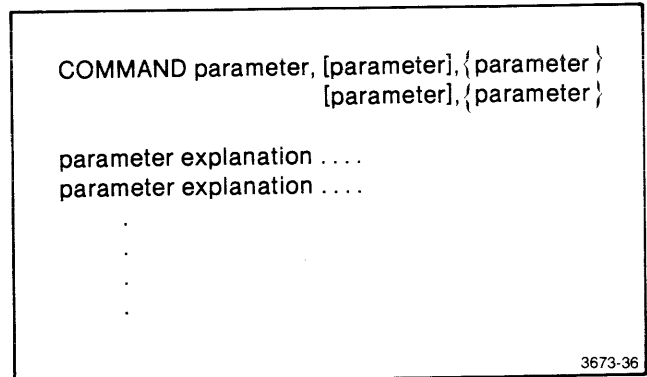 COMMAND parameter, [parameter],{parameter}
[parameter],{parameter}
parameter explanation ....
parameter explanation ....
.
.
.
.
3673-36